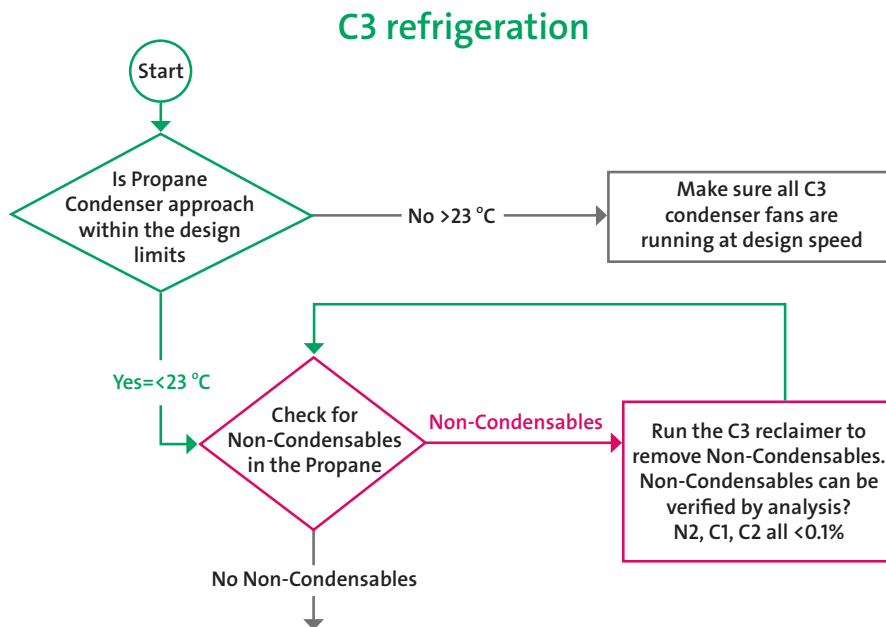 C3 refrigeration
Start
Is Propane
Condenser approach
within the design
limits
No >23 °C
Make sure all C3
condenser fans are
running at design speed
Yes=<23 °C
Check for
Non-Condensables
in the Propane
Non-Condensables
Run the C3 reclaimer to
remove Non-Condensables.
Non-Condensables can be
verified by analysis?
N2, C1, C2 all <0.1%
No Non-Condensables